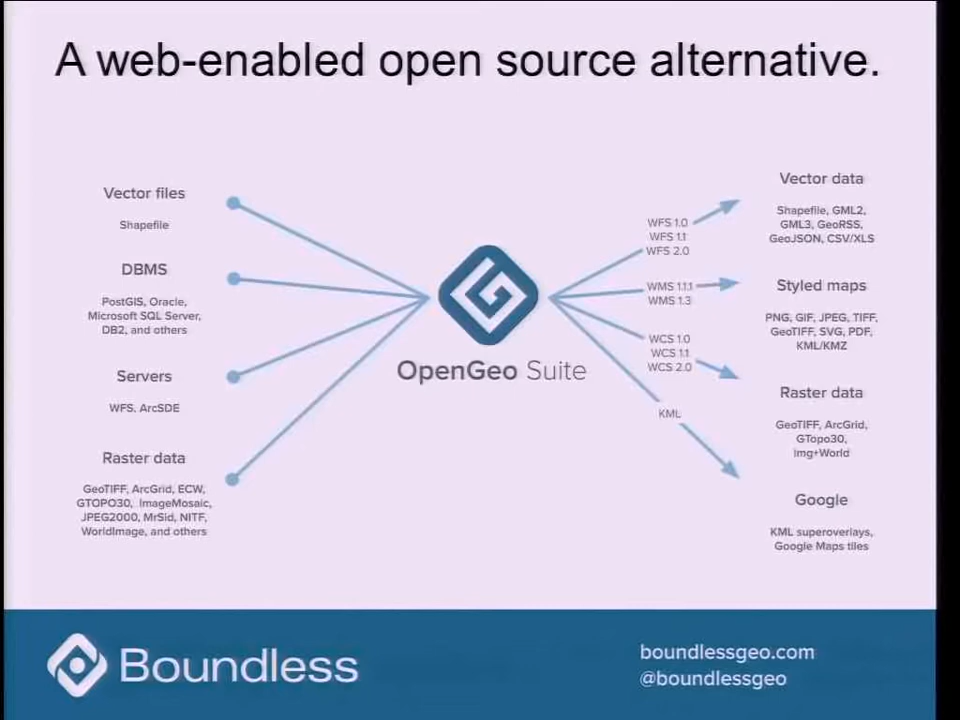 A web-enabled open source alternative.
Vector files
Shapefile
DBMS
PostGIS, Oracle,
Microsoft SQL Server,
DB2, and others
Servers
WFS. ArcSDE
Raster data
GeoTIFF, ArcGrid, ECW,
GTOPO30, ImageMosaic,
JPEG2000, MrSid, NITF,
WorldImage, and others
OpenGeo Suite
WFS 1.0
WFS 1.1
WFS 2.0
WMS 1.1.1
WMS 1.3
WCS 1.0
WCS 1.1
WCS 2.0
KML
Vector data
Shapefile, GML2,
GML3, GeoRSS,
GeoJSON, CSV/XLS
Styled maps
PNG, GIF, JPEG, TIFF,
GeoTIFF, SVG, PDF,
KML/KMZ
Raster data
GeoTIFF, ArcGrid,
GTopo30,
Img+World
Google
KML superoverlays,
Google Maps tiles
Boundless
boundlessgeo.com
@boundlessgeo